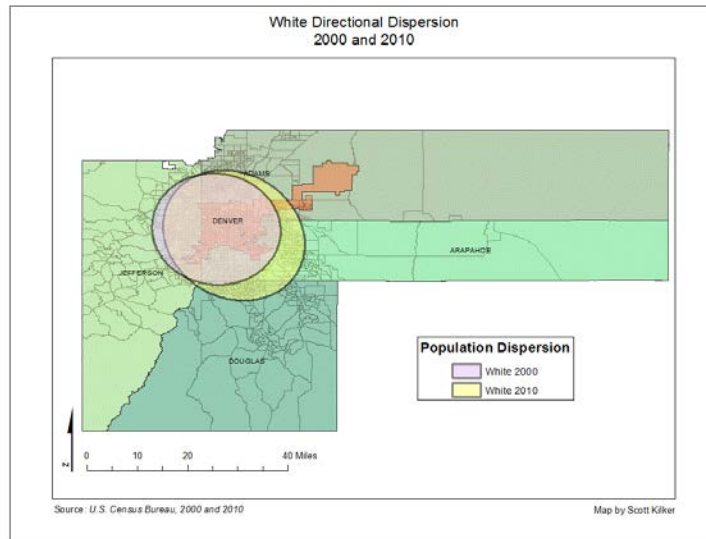 White Directional Dispersion
2000 and 2010
ADAMS
DENVER
ARAPAHOE
JEFFERSON
DOUGLAS
Population Dispersion
White 2000
White 2010
N
0 10 20 40 Miles
Source: U.S. Census Bureau, 2000 and 2010
Map by Scott Kilker